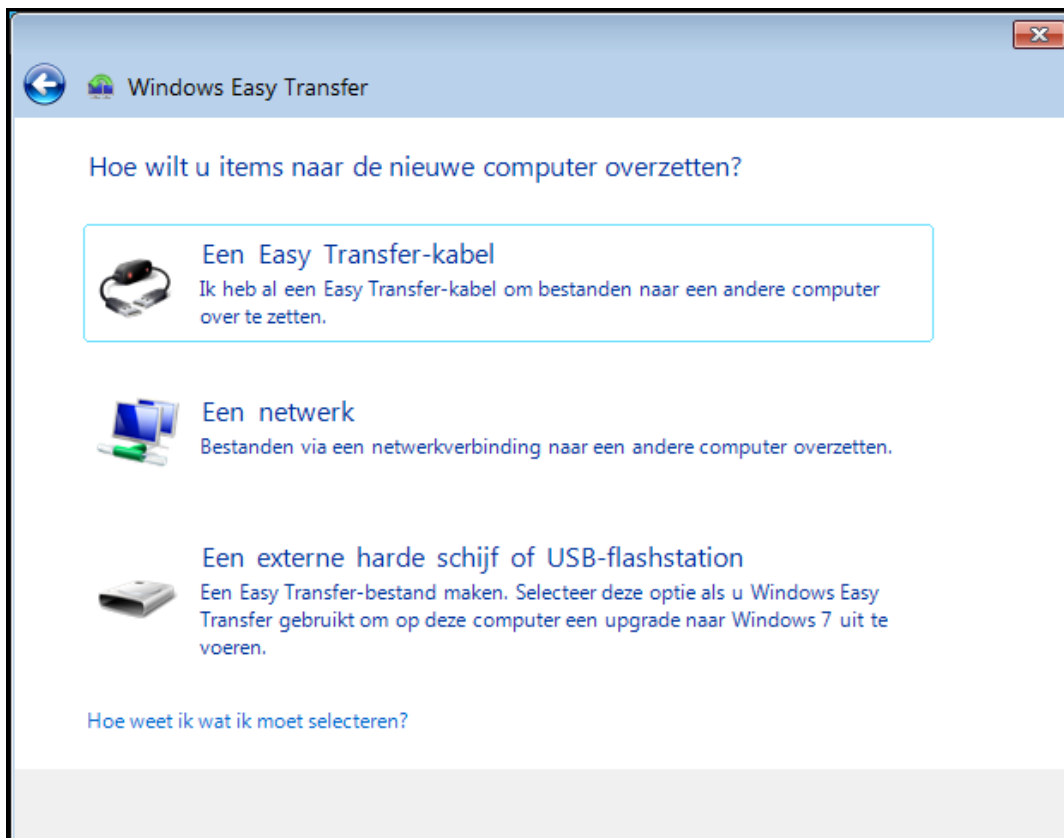 Windows Easy Transfer
Hoe wilt u items naar de nieuwe computer overzetten?
Een Easy Transfer-kabel
Ik heb al een Easy Transfer-kabel om bestanden naar een andere computer
over te zetten.
Een netwerk
Bestanden via een netwerkverbinding naar een andere computer overzetten.
Een externe harde schijf of USB-flashstation
Een Easy Transfer-bestand maken. Selecteer deze optie als u Windows Easy
Transfer gebruikt om op deze computer een upgrade naar Windows 7 uit te
voeren.
Hoe weet ik wat ik moet selecteren?